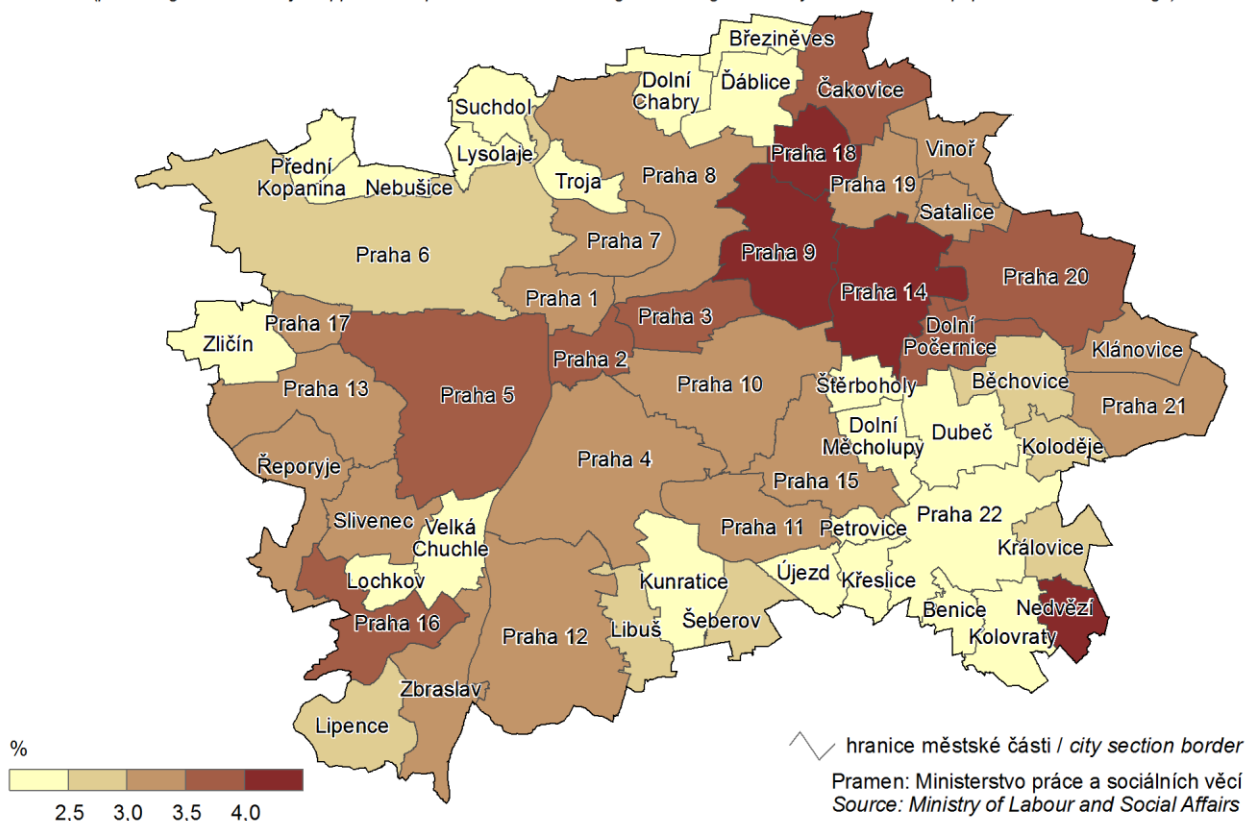 Březiněves
Dolní
Chabry
Ďáblice
Čakovice
Suchdol
Lysolaje
Přední
Kopanina
Nebušice
Troja
Praha 8
Praha 18
Vinoř
Praha 19
Satalice
Praha 6
Praha 7
Praha 9
Praha 20
Praha 14
Praha 1
Praha 3
Praha 17
Zličín
Praha 2
Dolní
Počernice
Klánovice
Praha 13
Praha 5
Praha 10
Štěrboholy
Běchovice
Praha 21
Dolní
Měcholupy
Dubeč
Koloděje
Řeporyje
Praha 4
Praha 15
Slivenec
Velká
Chuchle
Praha 11
Petrovice
Praha 22
Královice
Lochkov
Kunratice
Újezd
Křeslice
Benice
Nedvězí
Kolovraty
Praha 16
Praha 12
Libuš
Šeberov
Zbraslav
Lipence
%
2,5 3,0 3,5 4,0
hranice městské části / city section border
Pramen: Ministerstvo práce a sociálních věcí
Source: Ministry of Labour and Social Affairs